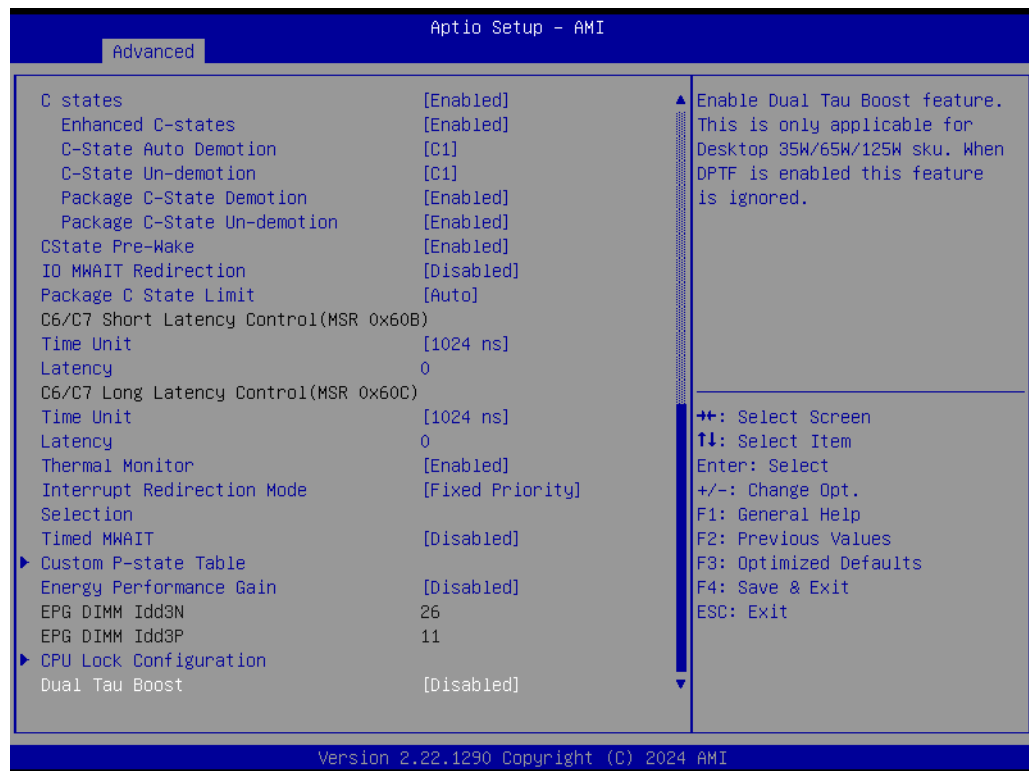 Aptio Setup – AMI
Advanced
C states [Enabled]
Enhanced C-states [Enabled]
C-State Auto Demotion [C1]
C-State Un-demotion [C1]
Package C-State Demotion [Enabled]
Package C-State Un-demotion [Enabled]
CState Pre-Wake [Enabled]
IO MWAIT Redirection [Disabled]
Package C State Limit [Auto]
C6/C7 Short Latency Control(MSR 0x60B)
Time Unit [1024 ns]
Latency 0
C6/C7 Long Latency Control(MSR 0x60C)
Time Unit [1024 ns]
Latency 0
Thermal Monitor [Enabled]
Interrupt Redirection Mode [Fixed Priority]
Selection
Timed MWAIT [Disabled]
Custom P-state Table
Energy Performance Gain [Disabled]
EPG DIMM Idd3N 26
EPG DIMM Idd3P 11
CPU Lock Configuration
Dual Tau Boost [Disabled]
Enable Dual Tau Boost feature.
This is only applicable for
Desktop 35W/65W/125W sku. When
DPTF is enabled this feature
is ignored.
→←: Select Screen
↑↓: Select Item
Enter: Select
+/-: Change Opt.
F1: General Help
F2: Previous Values
F3: Optimized Defaults
F4: Save & Exit
ESC: Exit
Version 2.22.1290 Copyright (C) 2024 AMI